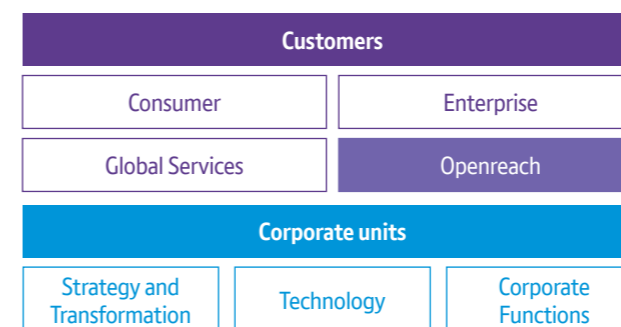 Customers
Consumer
Enterprise
Global Services
Openreach
Corporate units
Strategy and
Transformation
Technology
Corporate
Functions